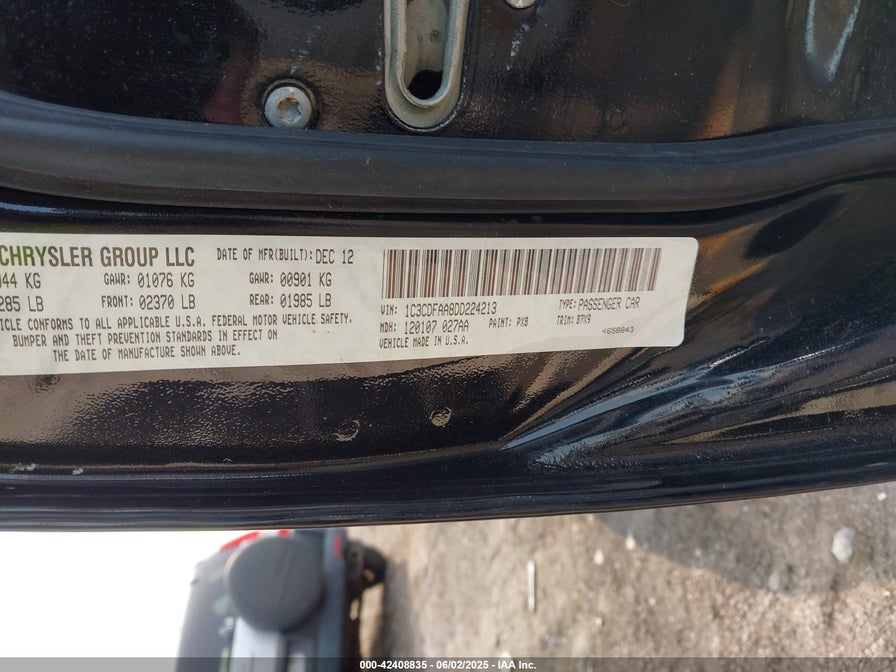 CHRYSLER GROUP LLC
DATE OF MFR(BUILT): DEC 12
044 KG GAWR: 01076 KG GAWR: 00901 KG
285 LB FRONT: 02370 LB REAR: 01985 LB
VEHICLE COMPLIES TO ALL APPLICABLE U.S.A. FEDERAL MOTOR VEHICLE SAFETY,
BUMPER AND THEFT PREVENTION STANDARDS IN EFFECT ON
THE DATE OF MANUFACTURE SHOWN ABOVE.
VIN: 1C3CDFAA8DD224213 TYPE: PASSENGER CAR
MDH: 120107 027AA PAINT: PX8 TRIM: B7X9
VEHICLE MADE IN U.S.A. 4658843
000-42408835 - 06/02/2025 - IAA Inc.